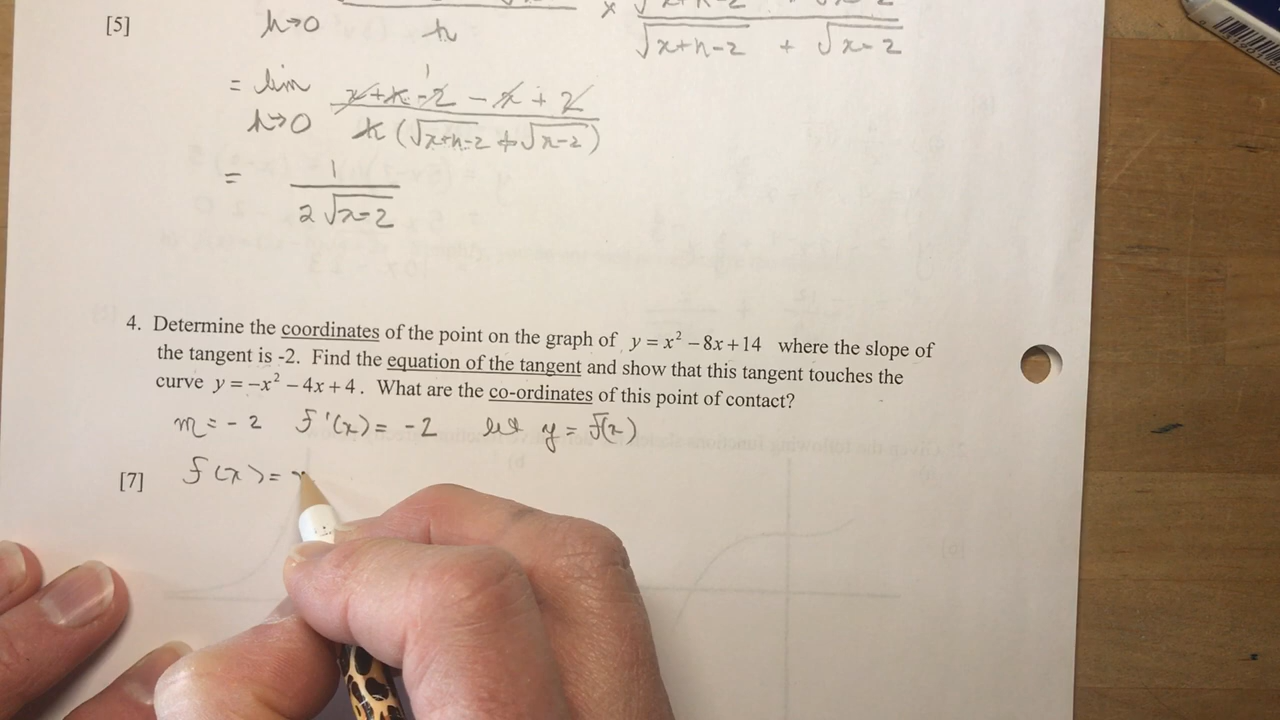 [5]
h→0 h × √x+h-2 + √x-2
= lim x+h-2-x+2
h→0 h(√x+h-2+√x-2)
1
= 1
2√x-2
4. Determine the coordinates of the point on the graph of y = x² − 8x + 14 where the slope of
the tangent is -2. Find the equation of the tangent and show that this tangent touches the
curve y = −x² − 4x + 4. What are the co-ordinates of this point of contact?
m = -2 f'(x) = -2 let y = f(x)
[7] f(x) =